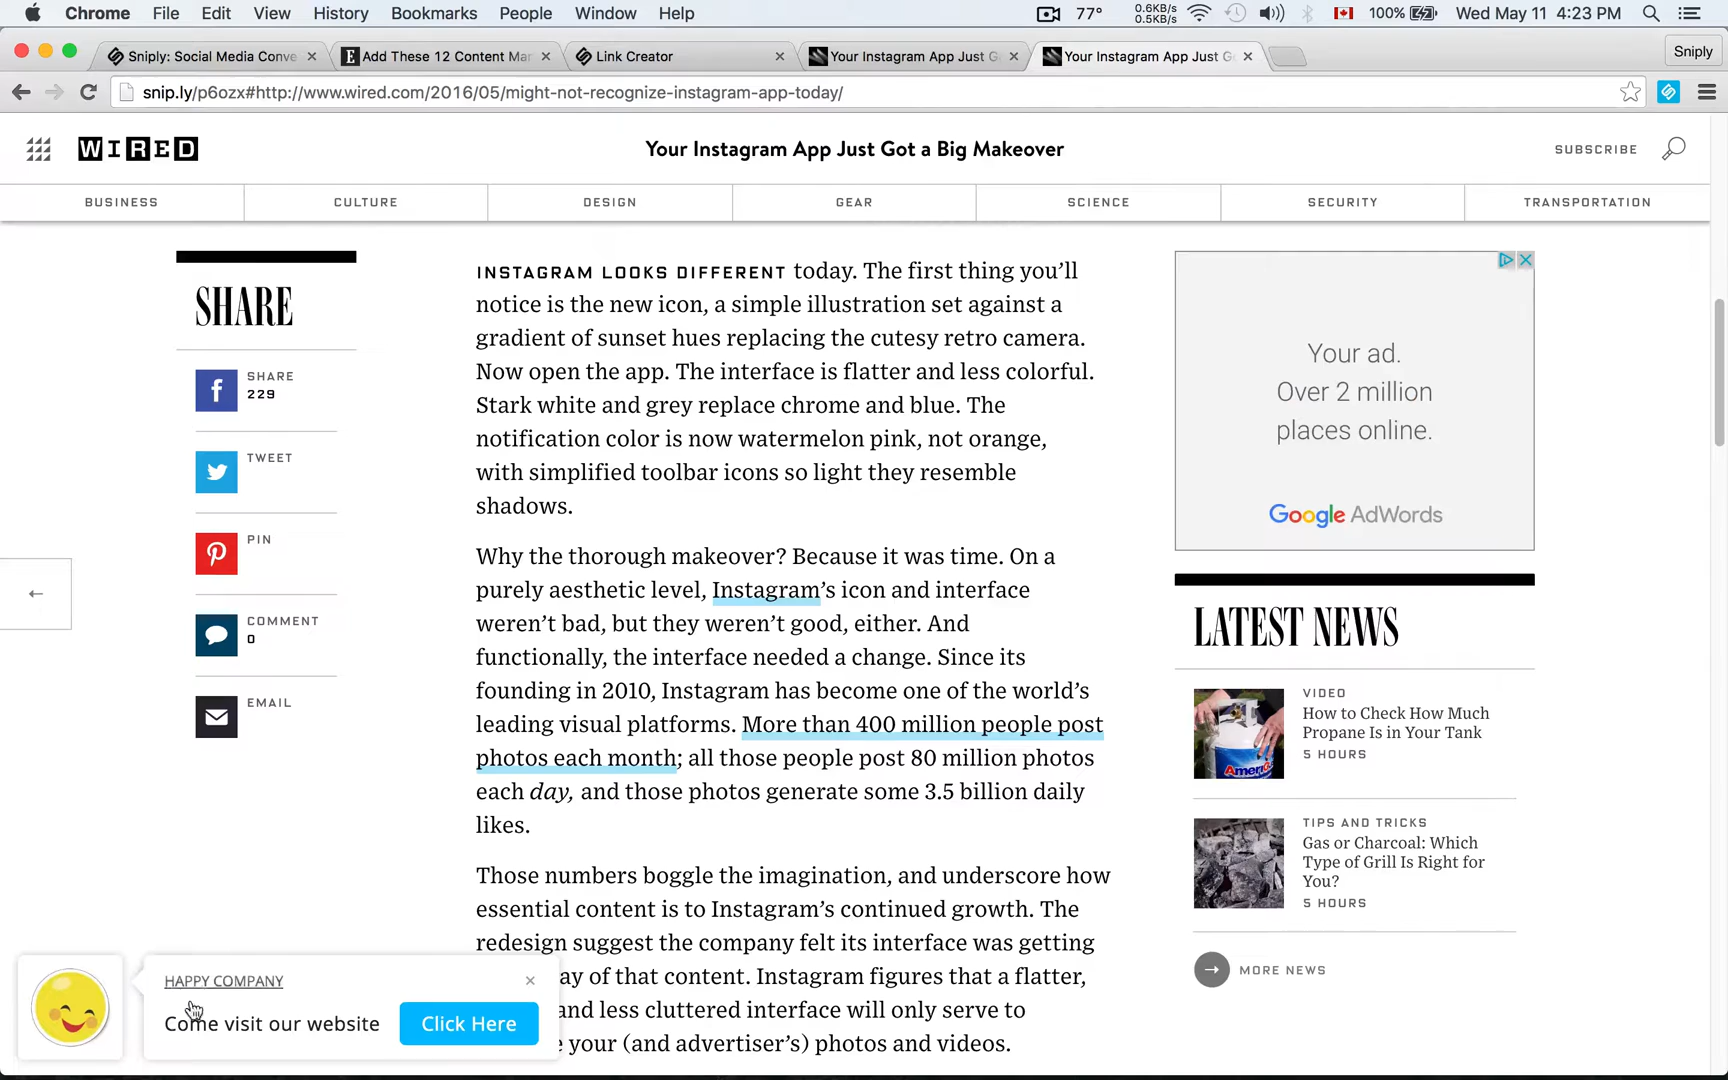 Chrome File Edit View History Bookmarks People Window Help 77° 0.6KB/s 0.5KB/s 100% Wed May 11 4:23 PM
Sniply: Social Media Conve Add These 12 Content Mar Link Creator Your Instagram App Just G Your Instagram App Just G Sniply
snip.ly/p6ozx#http://www.wired.com/2016/05/might-not-recognize-instagram-app-today/
WIRED Your Instagram App Just Got a Big Makeover SUBSCRIBE
BUSINESS CULTURE DESIGN GEAR SCIENCE SECURITY TRANSPORTATION
SHARE
SHARE
229
TWEET
PIN
COMMENT
0
EMAIL
INSTAGRAM LOOKS DIFFERENT today. The first thing you’ll
notice is the new icon, a simple illustration set against a
gradient of sunset hues replacing the cutesy retro camera.
Now open the app. The interface is flatter and less colorful.
Stark white and grey replace chrome and blue. The
notification color is now watermelon pink, not orange,
with simplified toolbar icons so light they resemble
shadows.
Why the thorough makeover? Because it was time. On a
purely aesthetic level, Instagram’s icon and interface
weren’t bad, but they weren’t good, either. And
functionally, the interface needed a change. Since its
founding in 2010, Instagram has become one of the world’s
leading visual platforms. More than 400 million people post
photos each month; all those people post 80 million photos
each day, and those photos generate some 3.5 billion daily
likes.
Those numbers boggle the imagination, and underscore how
essential content is to Instagram’s continued growth. The
redesign suggest the company felt its interface was getting
ay of that content. Instagram figures that a flatter,
and less cluttered interface will only serve to
your (and advertiser’s) photos and videos.
Your ad.
Over 2 million
places online.
Google AdWords
LATEST NEWS
VIDEO
How to Check How Much
Propane Is in Your Tank
5 HOURS
TIPS AND TRICKS
Gas or Charcoal: Which
Type of Grill Is Right for
You?
5 HOURS
MORE NEWS
HAPPY COMPANY
Come visit our website Click Here